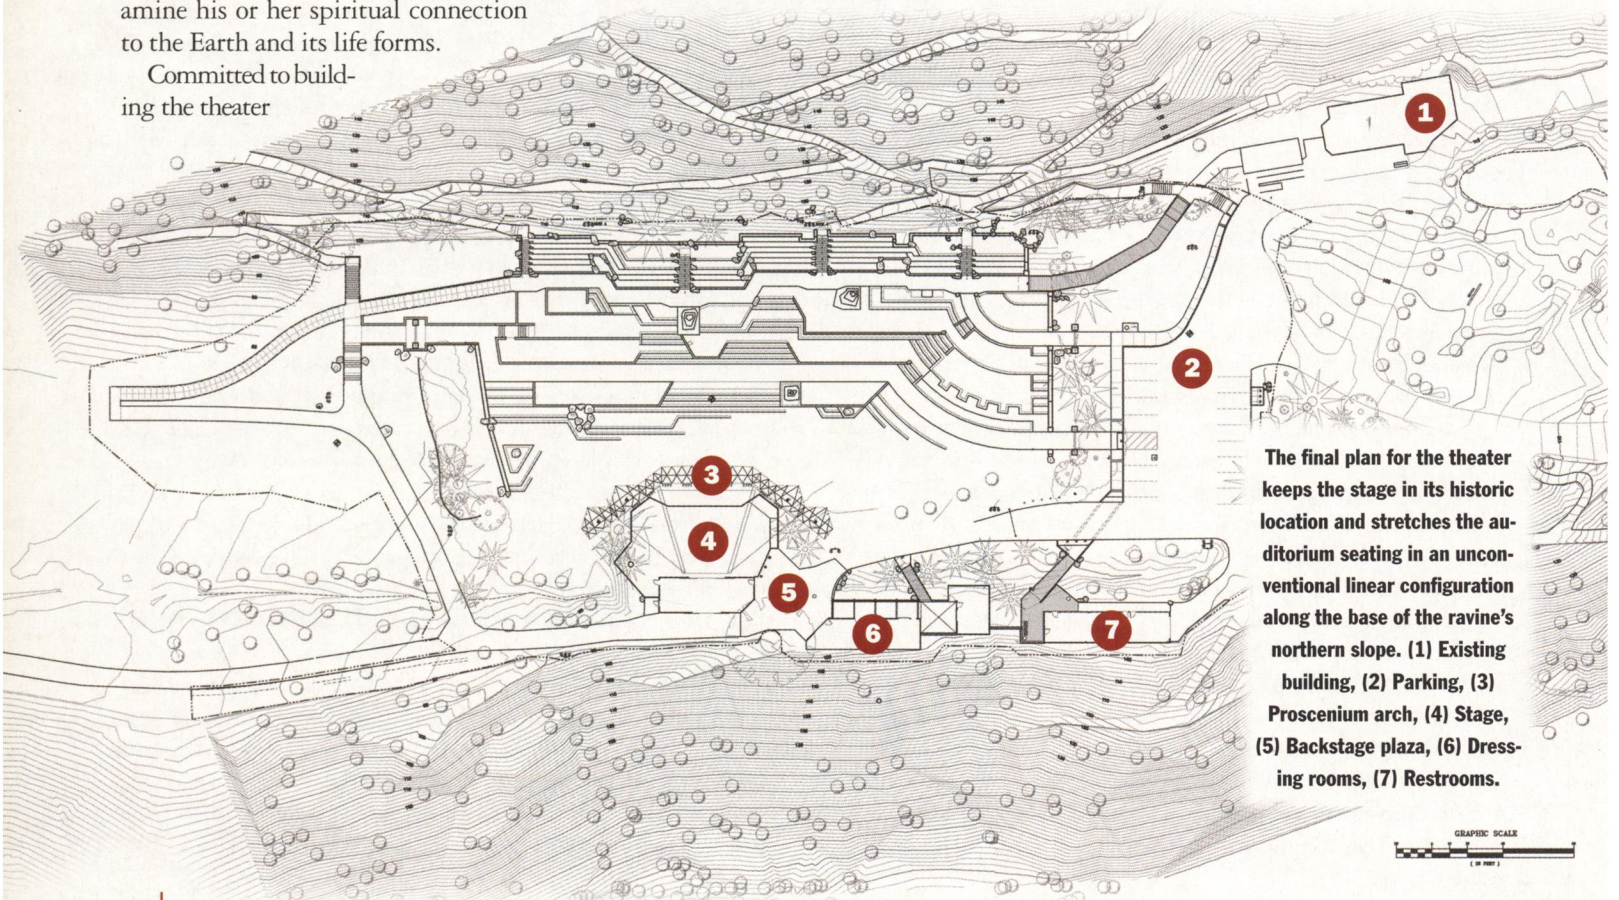 amine his or her spiritual connection
to the Earth and its life forms.
Committed to build-
ing the theater
1
2
3
4
5
6
7
The final plan for the theater
keeps the stage in its historic
location and stretches the au-
ditorium seating in an uncon-
ventional linear configuration
along the base of the ravine's
northern slope. (1) Existing
building, (2) Parking, (3)
Proscenium arch, (4) Stage,
(5) Backstage plaza, (6) Dress-
ing rooms, (7) Restrooms.
GRAPHIC SCALE
( IN FEET )